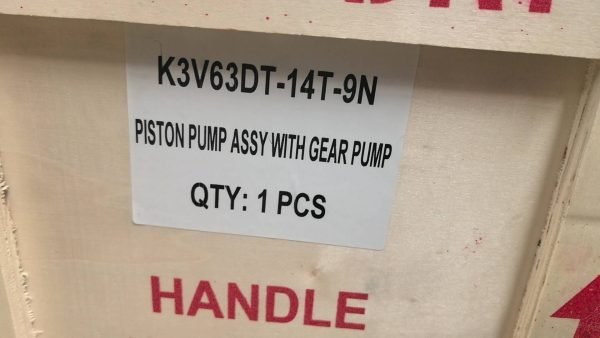 K3V63DT-14T-9N
PISTON PUMP ASSY WITH GEAR PUMP
QTY: 1 PCS
HANDLE